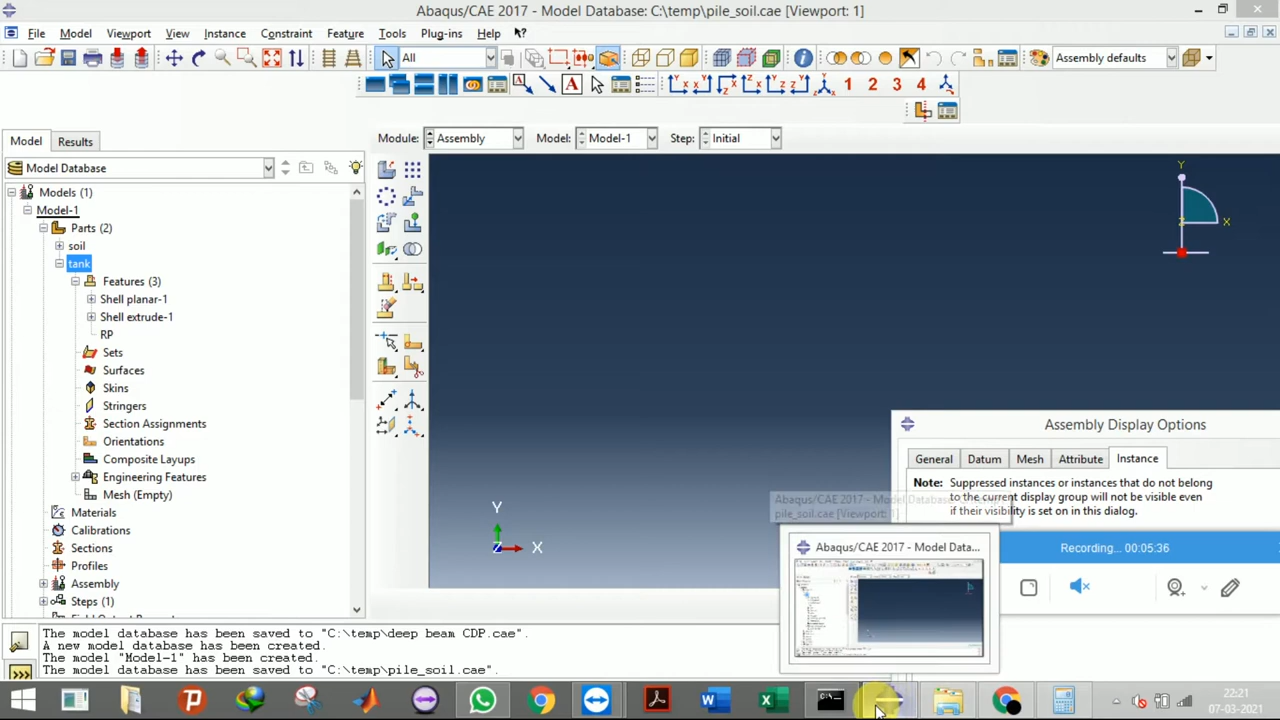 Abaqus/CAE 2017 - Model Database: C:\temp\pile_soil.cae [Viewport: 1]
File Model Viewport View Instance Constraint Feature Tools Plug-ins Help
All
Assembly defaults
1 2 3 4
Model Results
Module: Assembly Model: Model-1 Step: Initial
Model Database
Models (1)
Model-1
Parts (2)
soil
tank
Features (3)
Shell planar-1
Shell extrude-1
RP
Sets
Surfaces
Skins
Stringers
Section Assignments
Orientations
Composite Layups
Engineering Features
Mesh (Empty)
Materials
Calibrations
Sections
Profiles
Assembly
Steps (1)
Y
X
Z
Y
X
Z
Assembly Display Options
General Datum Mesh Attribute Instance
Note: Suppressed instances or instances that do not belong
to the current display group will not be visible even
if their visibility is set on in this dialog.
pile_soil.cae [Viewport: 1]
Abaqus/CAE 2017 - Model Data...
Recording... 00:05:36
The model database has been saved to "C:\temp\deep beam CDP.cae".
A new model database has been created.
The model "Model-1" has been created.
The model database has been saved to "C:\temp\pile_soil.cae".
22:21
07-03-2021